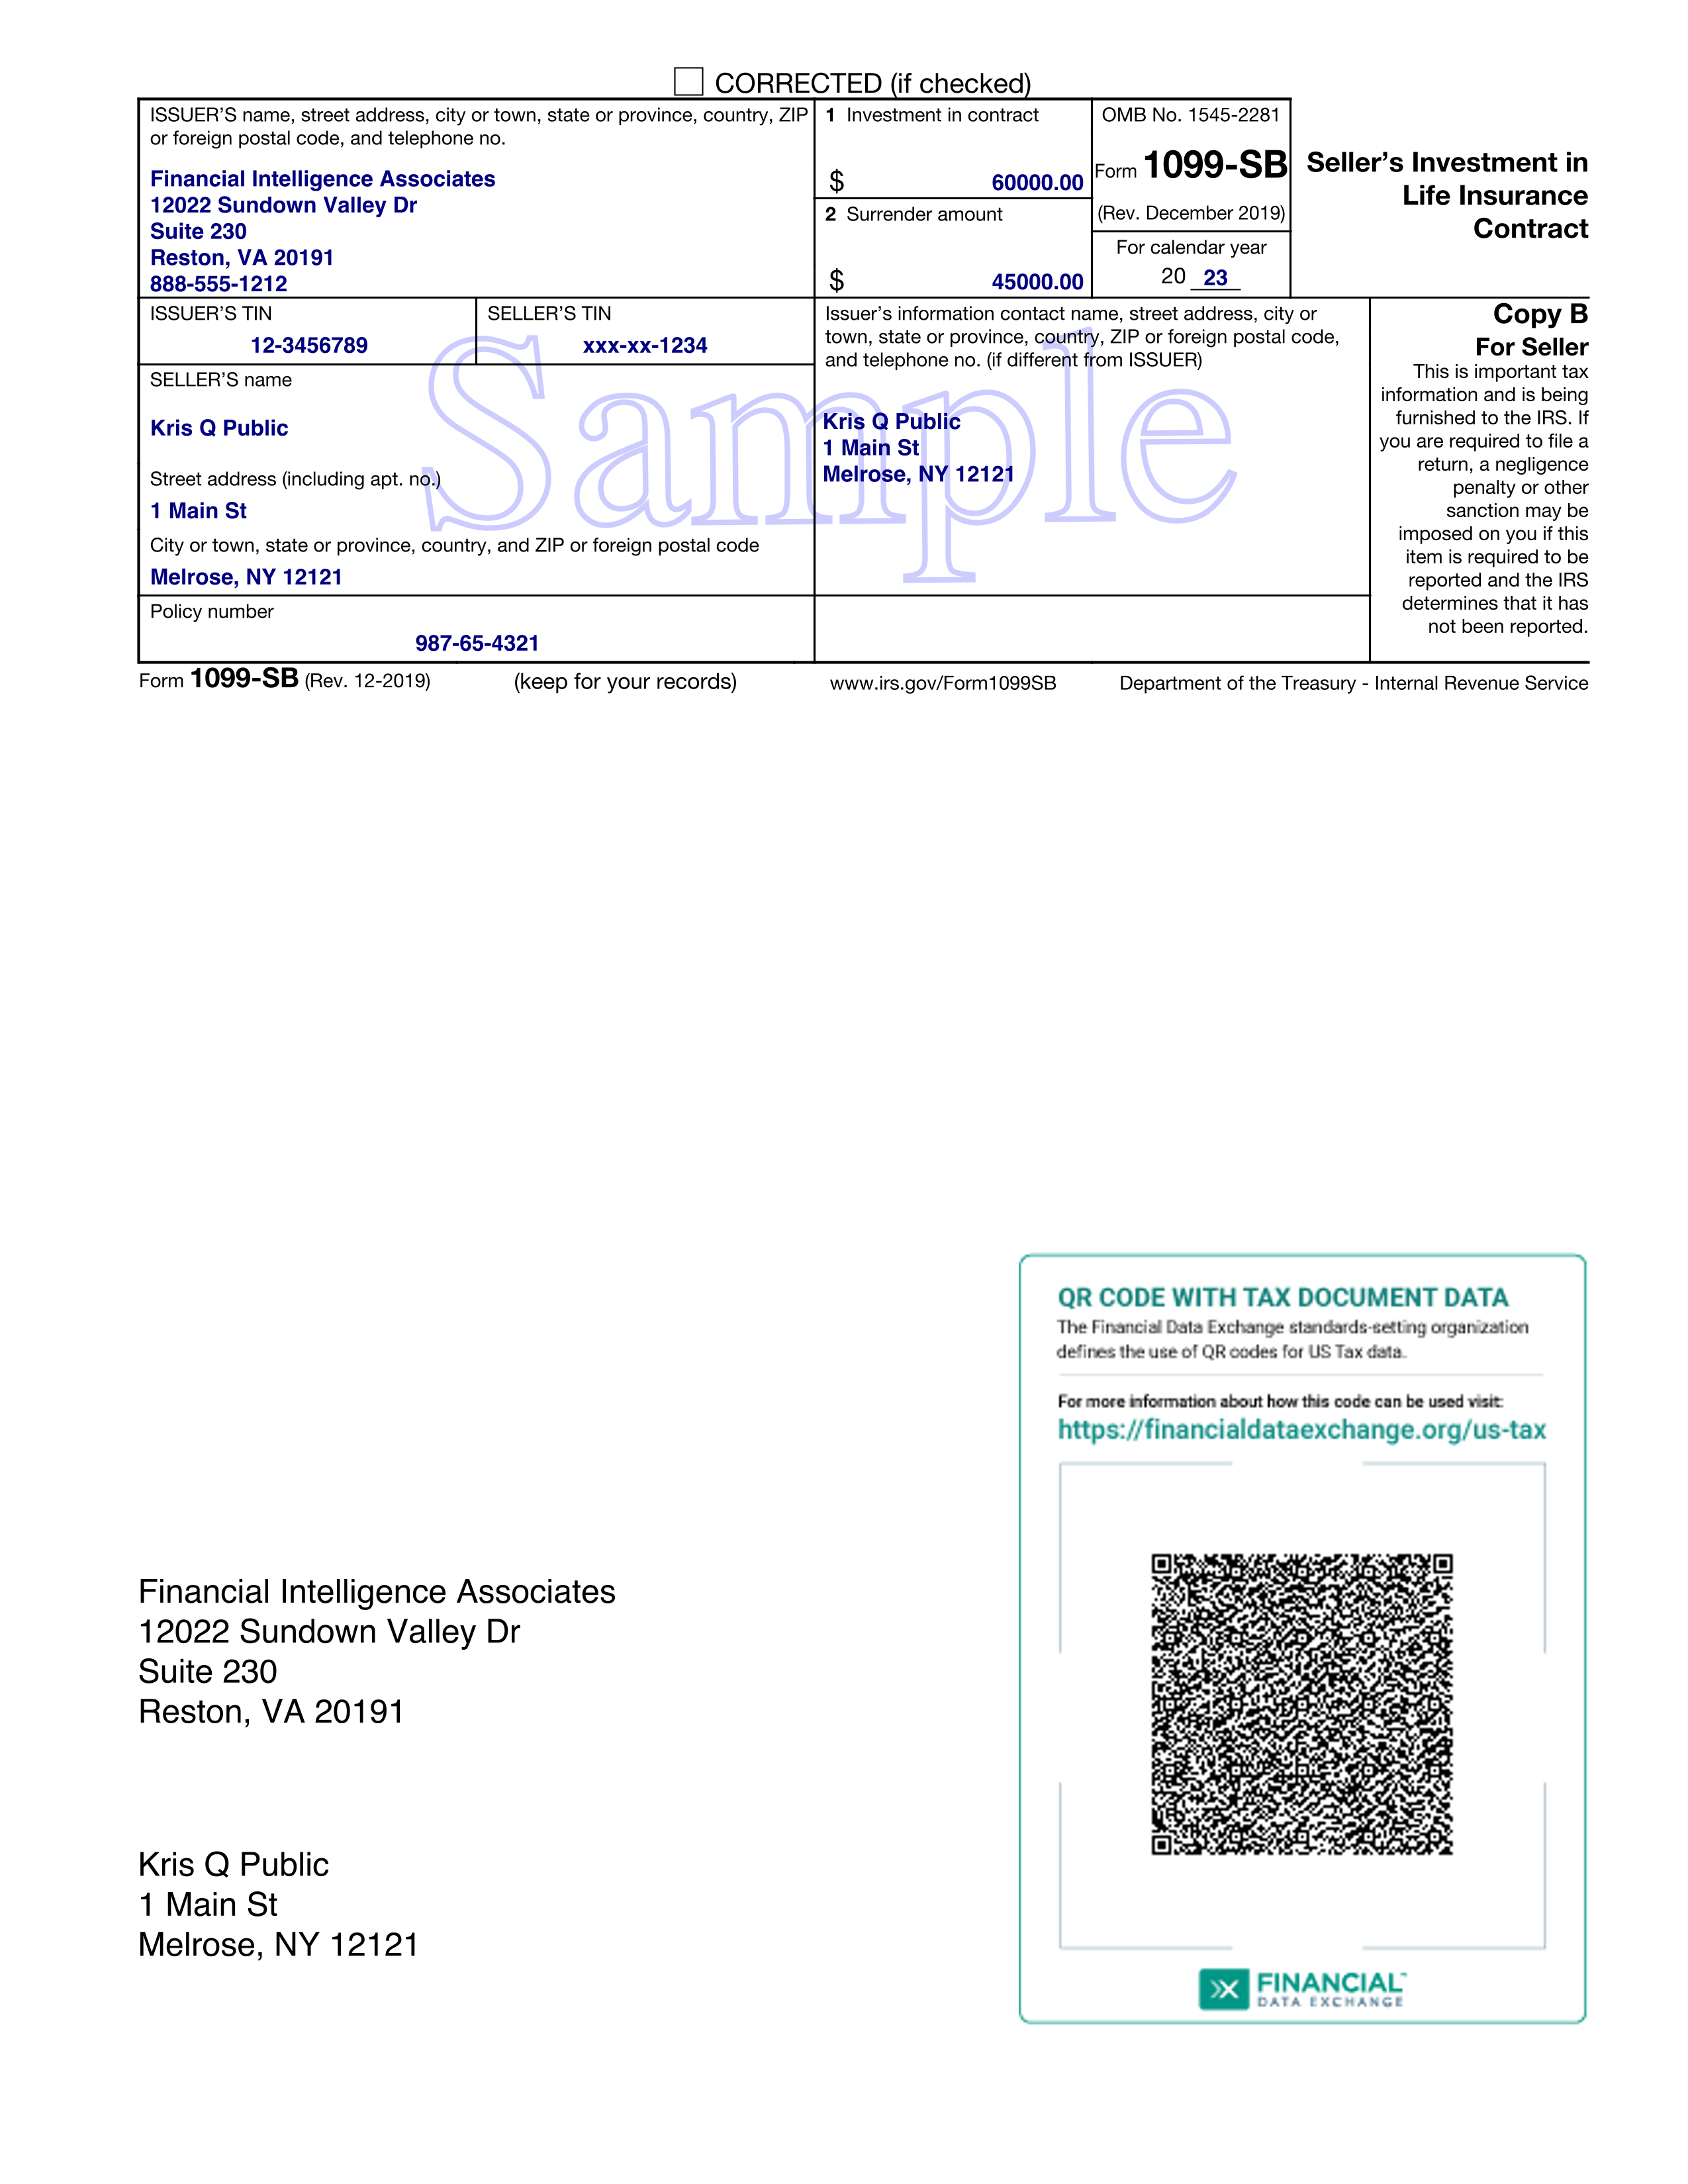 CORRECTED (if checked)
ISSUER'S name, street address, city or town, state or province, country, ZIP
or foreign postal code, and telephone no.
Financial Intelligence Associates
12022 Sundown Valley Dr
Suite 230
Reston, VA 20191
888-555-1212
1 Investment in contract
$ 60000.00
2 Surrender amount
$ 45000.00
OMB No. 1545-2281
Form 1099-SB
(Rev. December 2019)
For calendar year
20 23
Seller's Investment in
Life Insurance
Contract
ISSUER'S TIN
12-3456789
SELLER'S TIN
xxx-xx-1234
SELLER'S name
Kris Q Public
Street address (including apt. no.)
1 Main St
City or town, state or province, country, and ZIP or foreign postal code
Melrose, NY 12121
Policy number
987-65-4321
Issuer's information contact name, street address, city or
town, state or province, country, ZIP or foreign postal code,
and telephone no. (if different from ISSUER)
Kris Q Public
1 Main St
Melrose, NY 12121
Sample
Copy B
For Seller
This is important tax
information and is being
furnished to the IRS. If
you are required to file a
return, a negligence
penalty or other
sanction may be
imposed on you if this
item is required to be
reported and the IRS
determines that it has
not been reported.
Form 1099-SB (Rev. 12-2019)
(keep for your records)
www.irs.gov/Form1099SB
Department of the Treasury - Internal Revenue Service
QR CODE WITH TAX DOCUMENT DATA
The Financial Data Exchange standards-setting organization
defines the use of QR codes for US Tax data.
For more information about how this code can be used visit:
https://financialdataexchange.org/us-tax
FINANCIAL™
DATA EXCHANGE
Financial Intelligence Associates
12022 Sundown Valley Dr
Suite 230
Reston, VA 20191
Kris Q Public
1 Main St
Melrose, NY 12121